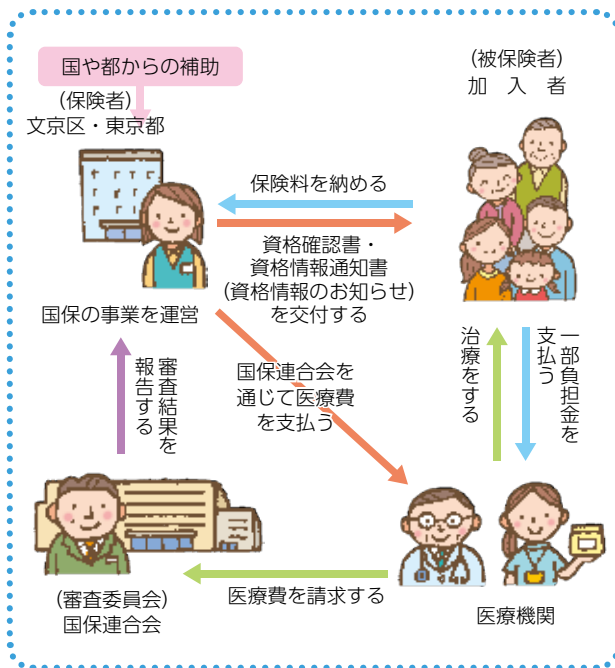 国や都からの補助
(保険者)
文京区・東京都
国保の事業を運営
(被保険者)
加 入 者
保険料を納める
資格確認書・
資格情報通知書
(資格情報のお知らせ)
を交付する
国保連合会を
通じて医療費
を支払う
審査結果を
報告する
治療をする
一部負担金を
支払う
医療費を請求する
(審査委員会)
国保連合会
医療機関